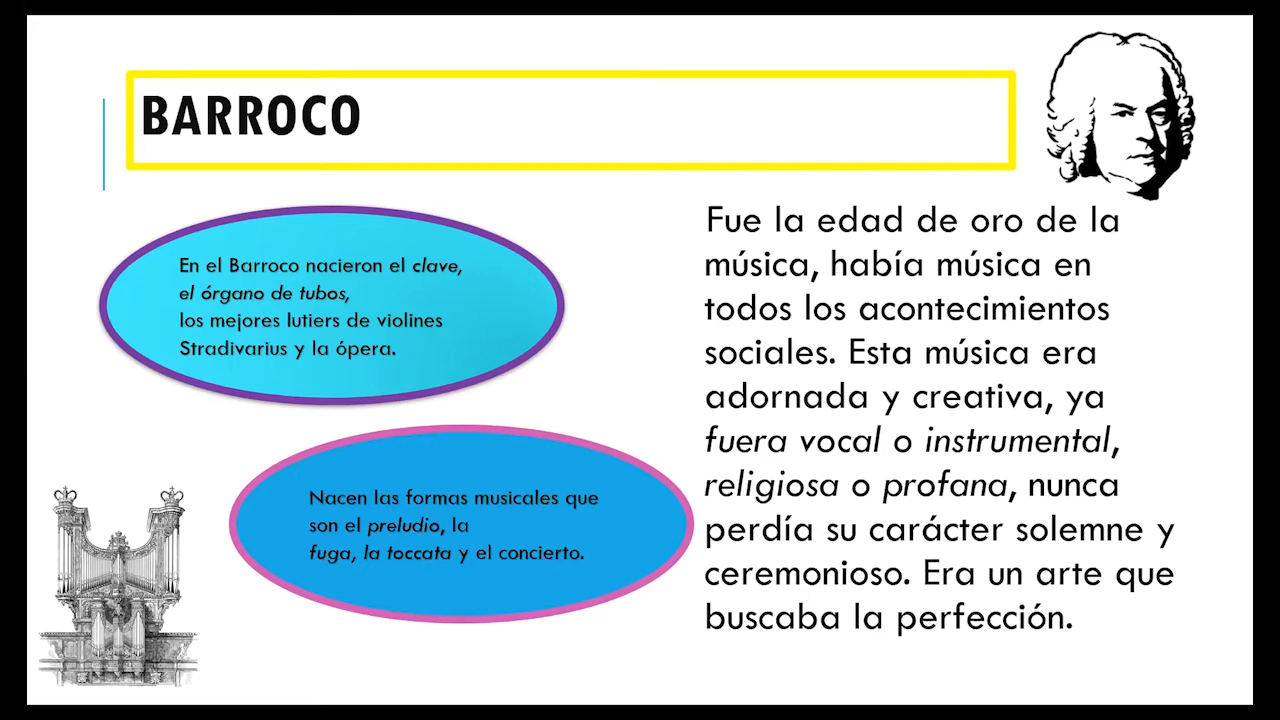 BARROCO
En el Barroco nacieron el clave,
el órgano de tubos,
los mejores lutiers de violines
Stradivarius y la ópera.
Nacen las formas musicales que
son el preludio, la
fuga, la toccata y el concierto.
Fue la edad de oro de la
música, había música en
todos los acontecimientos
sociales. Esta música era
adornada y creativa, ya
fuera vocal o instrumental,
religiosa o profana, nunca
perdía su carácter solemne y
ceremonioso. Era un arte que
buscaba la perfección.